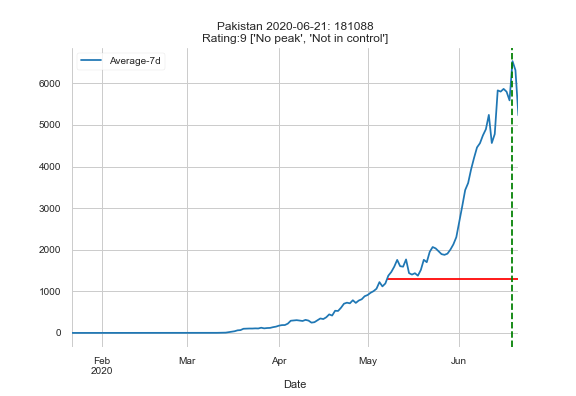 Pakistan 2020-06-21: 181088
Rating:9 ['No peak', 'Not in control']
Average-7d
6000
5000
4000
3000
2000
1000
0
Feb
2020
Mar
Apr
May
Jun
Date